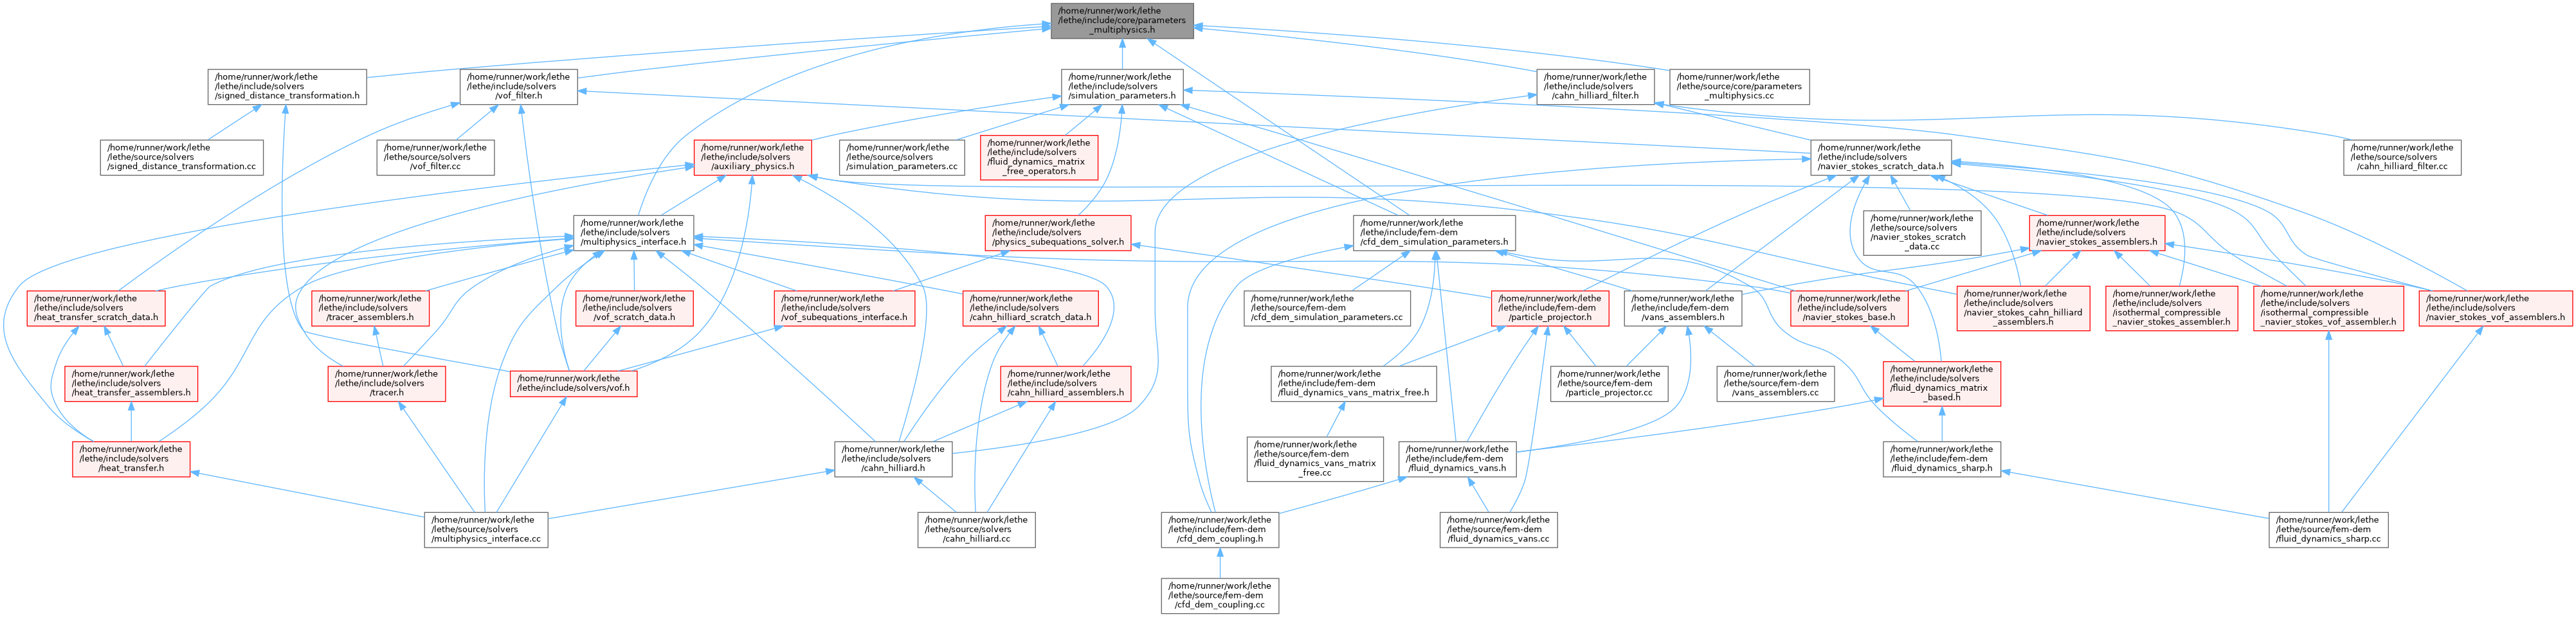 /home/runner/work/lethe
/lethe/include/core/parameters
_multiphysics.h
/home/runner/work/lethe
/lethe/include/solvers
/signed_distance_transformation.h
/home/runner/work/lethe
/lethe/include/solvers
/vof_filter.h
/home/runner/work/lethe
/lethe/include/solvers
/simulation_parameters.h
/home/runner/work/lethe
/lethe/include/solvers
/cahn_hilliard_filter.h
/home/runner/work/lethe
/lethe/source/core/parameters
_multiphysics.cc
/home/runner/work/lethe
/lethe/source/solvers
/signed_distance_transformation.cc
/home/runner/work/lethe
/lethe/source/solvers
/vof_filter.cc
/home/runner/work/lethe
/lethe/include/solvers
/auxiliary_physics.h
/home/runner/work/lethe
/lethe/source/solvers
/simulation_parameters.cc
/home/runner/work/lethe
/lethe/include/solvers
/fluid_dynamics_matrix
_free_operators.h
/home/runner/work/lethe
/lethe/include/solvers
/navier_stokes_scratch_data.h
/home/runner/work/lethe
/lethe/source/solvers
/cahn_hilliard_filter.cc
/home/runner/work/lethe
/lethe/include/solvers
/multiphysics_interface.h
/home/runner/work/lethe
/lethe/include/solvers
/physics_subequations_solver.h
/home/runner/work/lethe
/lethe/include/fem-dem
/cfd_dem_simulation_parameters.h
/home/runner/work/lethe
/lethe/source/solvers
/navier_stokes_scratch
_data.cc
/home/runner/work/lethe
/lethe/include/solvers
/navier_stokes_assemblers.h
/home/runner/work/lethe
/lethe/include/solvers
/heat_transfer_scratch_data.h
/home/runner/work/lethe
/lethe/include/solvers
/tracer_assemblers.h
/home/runner/work/lethe
/lethe/include/solvers
/vof_scratch_data.h
/home/runner/work/lethe
/lethe/include/solvers
/vof_subequations_interface.h
/home/runner/work/lethe
/lethe/include/solvers
/cahn_hilliard_scratch_data.h
/home/runner/work/lethe
/lethe/source/fem-dem
/cfd_dem_simulation_parameters.cc
/home/runner/work/lethe
/lethe/include/fem-dem
/particle_projector.h
/home/runner/work/lethe
/lethe/include/fem-dem
/vans_assemblers.h
/home/runner/work/lethe
/lethe/include/solvers
/navier_stokes_base.h
/home/runner/work/lethe
/lethe/include/solvers
/navier_stokes_cahn_hilliard
_assemblers.h
/home/runner/work/lethe
/lethe/include/solvers
/isothermal_compressible
_navier_stokes_assembler.h
/home/runner/work/lethe
/lethe/include/solvers
/isothermal_compressible
_navier_stokes_vof_assembler.h
/home/runner/work/lethe
/lethe/include/solvers
/navier_stokes_vof_assemblers.h
/home/runner/work/lethe
/lethe/include/solvers
/heat_transfer_assemblers.h
/home/runner/work/lethe
/lethe/include/solvers
/tracer.h
/home/runner/work/lethe
/lethe/include/solvers/vof.h
/home/runner/work/lethe
/lethe/include/solvers
/cahn_hilliard_assemblers.h
/home/runner/work/lethe
/lethe/include/fem-dem
/fluid_dynamics_vans_matrix_free.h
/home/runner/work/lethe
/lethe/source/fem-dem
/particle_projector.cc
/home/runner/work/lethe
/lethe/source/fem-dem
/vans_assemblers.cc
/home/runner/work/lethe
/lethe/include/solvers
/fluid_dynamics_matrix
_based.h
/home/runner/work/lethe
/lethe/include/solvers
/heat_transfer.h
/home/runner/work/lethe
/lethe/include/solvers
/cahn_hilliard.h
/home/runner/work/lethe
/lethe/source/fem-dem
/fluid_dynamics_vans_matrix
_free.cc
/home/runner/work/lethe
/lethe/include/fem-dem
/fluid_dynamics_vans.h
/home/runner/work/lethe
/lethe/include/fem-dem
/fluid_dynamics_sharp.h
/home/runner/work/lethe
/lethe/source/solvers
/multiphysics_interface.cc
/home/runner/work/lethe
/lethe/source/solvers
/cahn_hilliard.cc
/home/runner/work/lethe
/lethe/include/fem-dem
/cfd_dem_coupling.h
/home/runner/work/lethe
/lethe/source/fem-dem
/fluid_dynamics_vans.cc
/home/runner/work/lethe
/lethe/source/fem-dem
/fluid_dynamics_sharp.cc
/home/runner/work/lethe
/lethe/source/fem-dem
/cfd_dem_coupling.cc